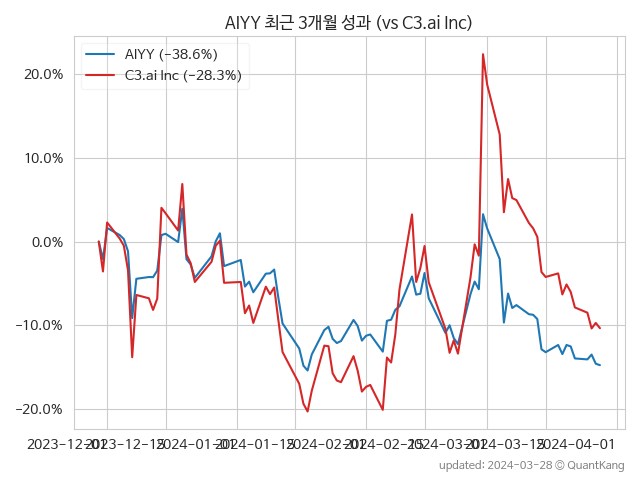 AIYY 최근 3개월 성과 (vs C3.ai Inc)
AIYY (−38.6%)
C3.ai Inc (−28.3%)
20.0%
10.0%
0.0%
−10.0%
−20.0%
2023−12−01 2023−12−15 2024−01−01 2024−01−15 2024−02−01 2024−02−15 2024−03−01 2024−03−15 2024−04−01
updated: 2024−03−28 © QuantKang